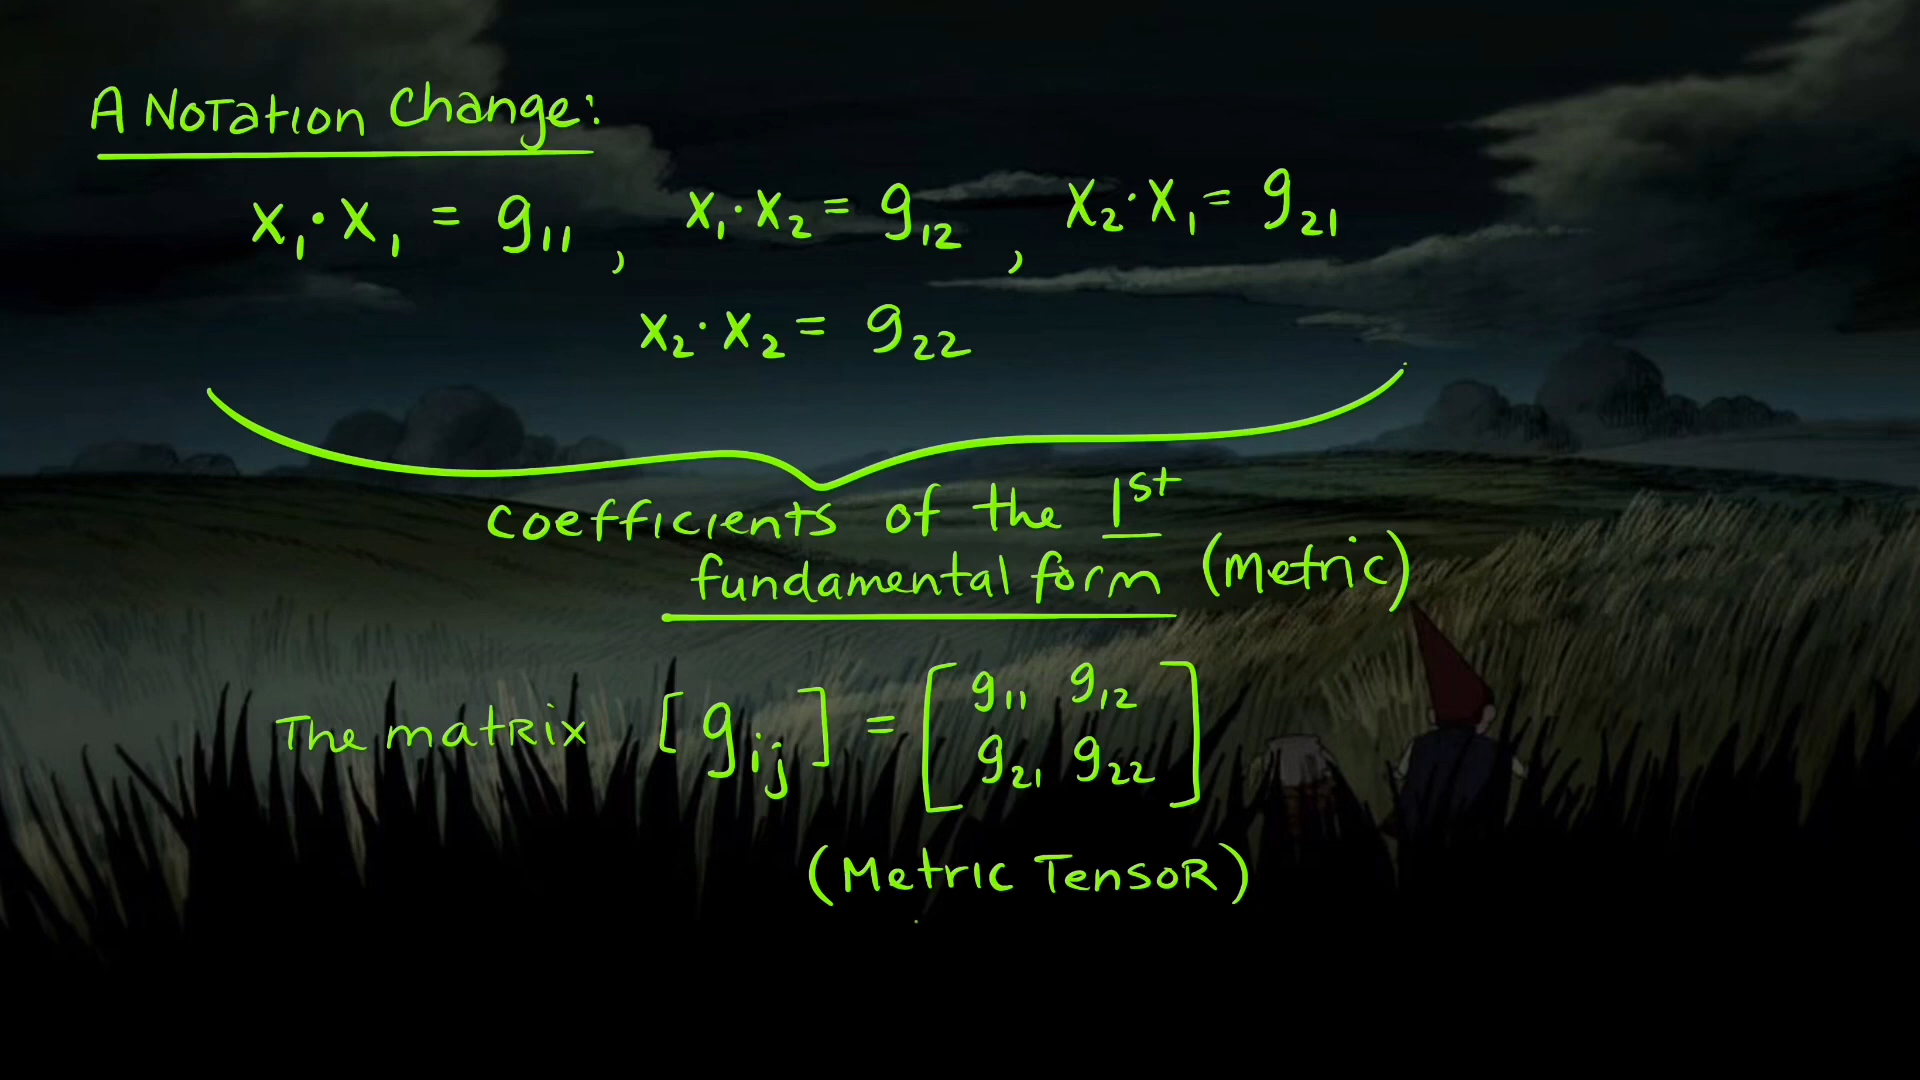 A Notation Change:
x₁·x₁ = g₁₁ , x₁·x₂ = g₁₂ , x₂·x₁ = g₂₁
x₂·x₂ = g₂₂
coefficients of the 1st
fundamental form (metric)
The matrix [gᵢⱼ] = [g₁₁ g₁₂
g₂₁ g₂₂]
(Metric Tensor)